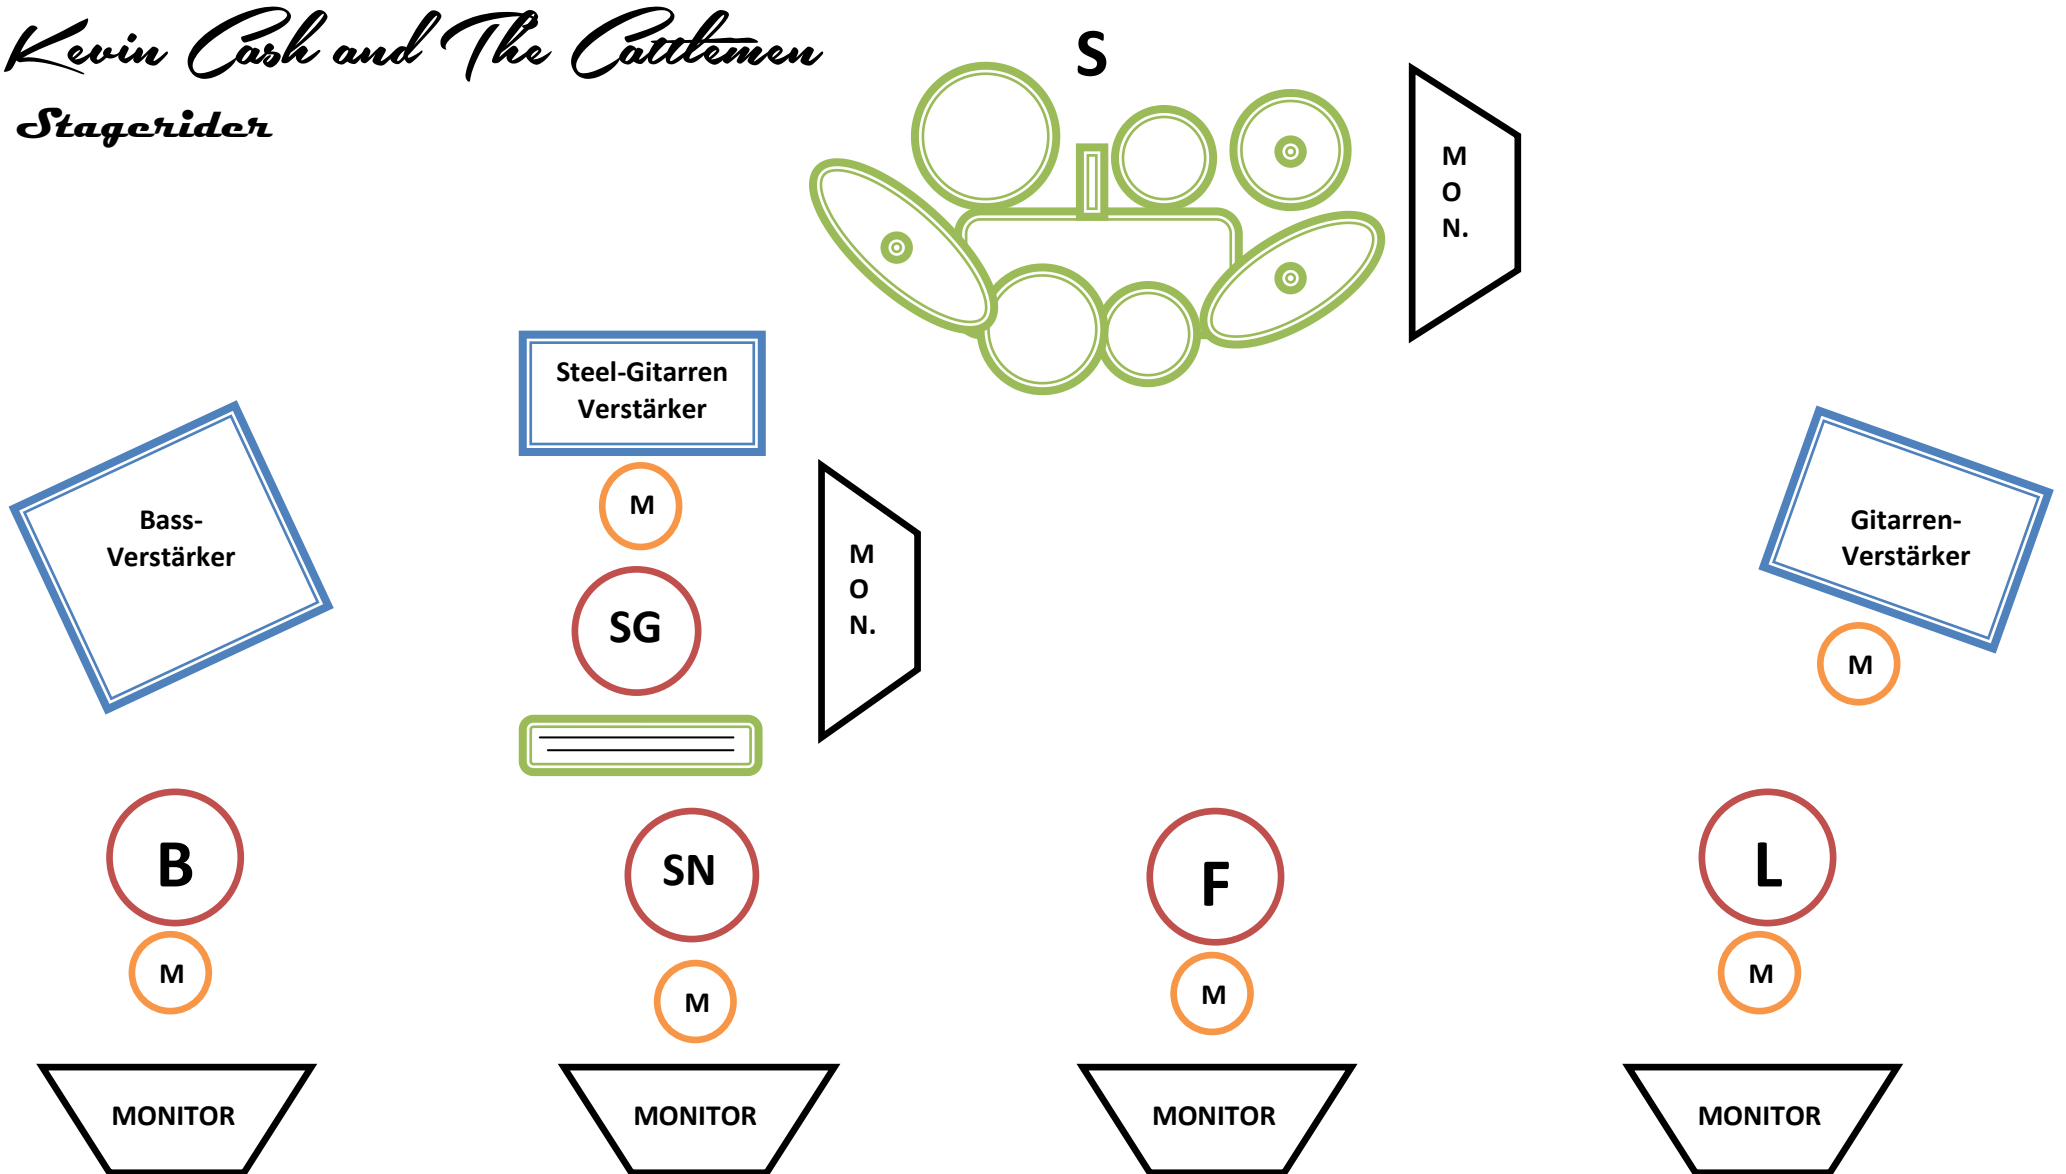 Kevin Cash and The Cattlemen
Stagerider
S
M
O
N.
Steel-Gitarren
Verstärker
M
SG
M
O
N.
Bass-
Verstärker
Gitarren-
Verstärker
M
B
M
SN
M
F
M
L
M
MONITOR
MONITOR
MONITOR
MONITOR